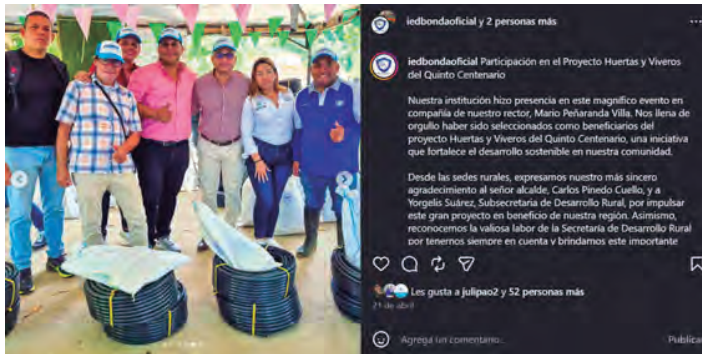 iedbondaoficial y 2 personas más
iedbondaoficial Participación en el Proyecto Huertas y Viveros
del Quinto Centenario
Nuestra institución hizo presencia en este magnífico evento en
compañía de nuestro rector, Mario Peñaranda Villa. Nos llena de
orgullo haber sido seleccionados como beneficiarios del
proyecto Huertas y Viveros del Quinto Centenario, una iniciativa
que fortalece el desarrollo sostenible en nuestra comunidad.
Desde las sedes rurales, expresamos nuestro más sincero
agradecimiento al señor alcalde, Carlos Pinedo Cuello, y a
Yorgelis Suárez, Subsecretaria de Desarrollo Rural, por impulsar
este gran proyecto en beneficio de nuestra región. Asimismo,
reconocemos la valiosa labor de la Secretaría de Desarrollo Rural
por tenernos siempre en cuenta y brindarnos este importante
Les gusta a julipao2 y 52 personas más
21 de abril
Agrega un comentario...
Publicar